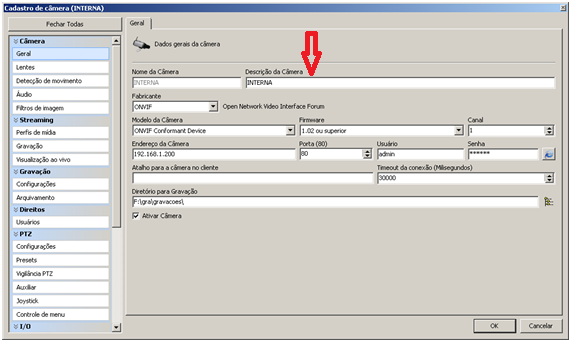 Cadastro de câmera (INTERNA)
Fechar Todas
Câmera
Geral
Lentes
Detecção de movimento
Áudio
Filtros de imagem
Streaming
Perfis de mídia
Gravação
Visualização ao vivo
Gravação
Configurações
Arquivamento
Direitos
Usuários
PTZ
Configurações
Presets
Vigilância PTZ
Auxiliar
Joystick
Controle de menu
I/O
Geral
Dados gerais da câmera
Nome da Câmera Descrição da Câmera
INTERNA INTERNA
Fabricante
ONVIF Open Network Video Interface Forum
Modelo da Câmera Firmware Canal
ONVIF Conformant Device 1.02 ou superior 1
Endereço da Câmera Porta (80) Usuário Senha
192.168.1.200 80 admin ******
Atalho para a câmera no cliente Timeout da conexão (Milisegundos)
30000
Diretório para Gravação
F:\gra\gravacoes\
Ativar Câmera
OK Cancelar